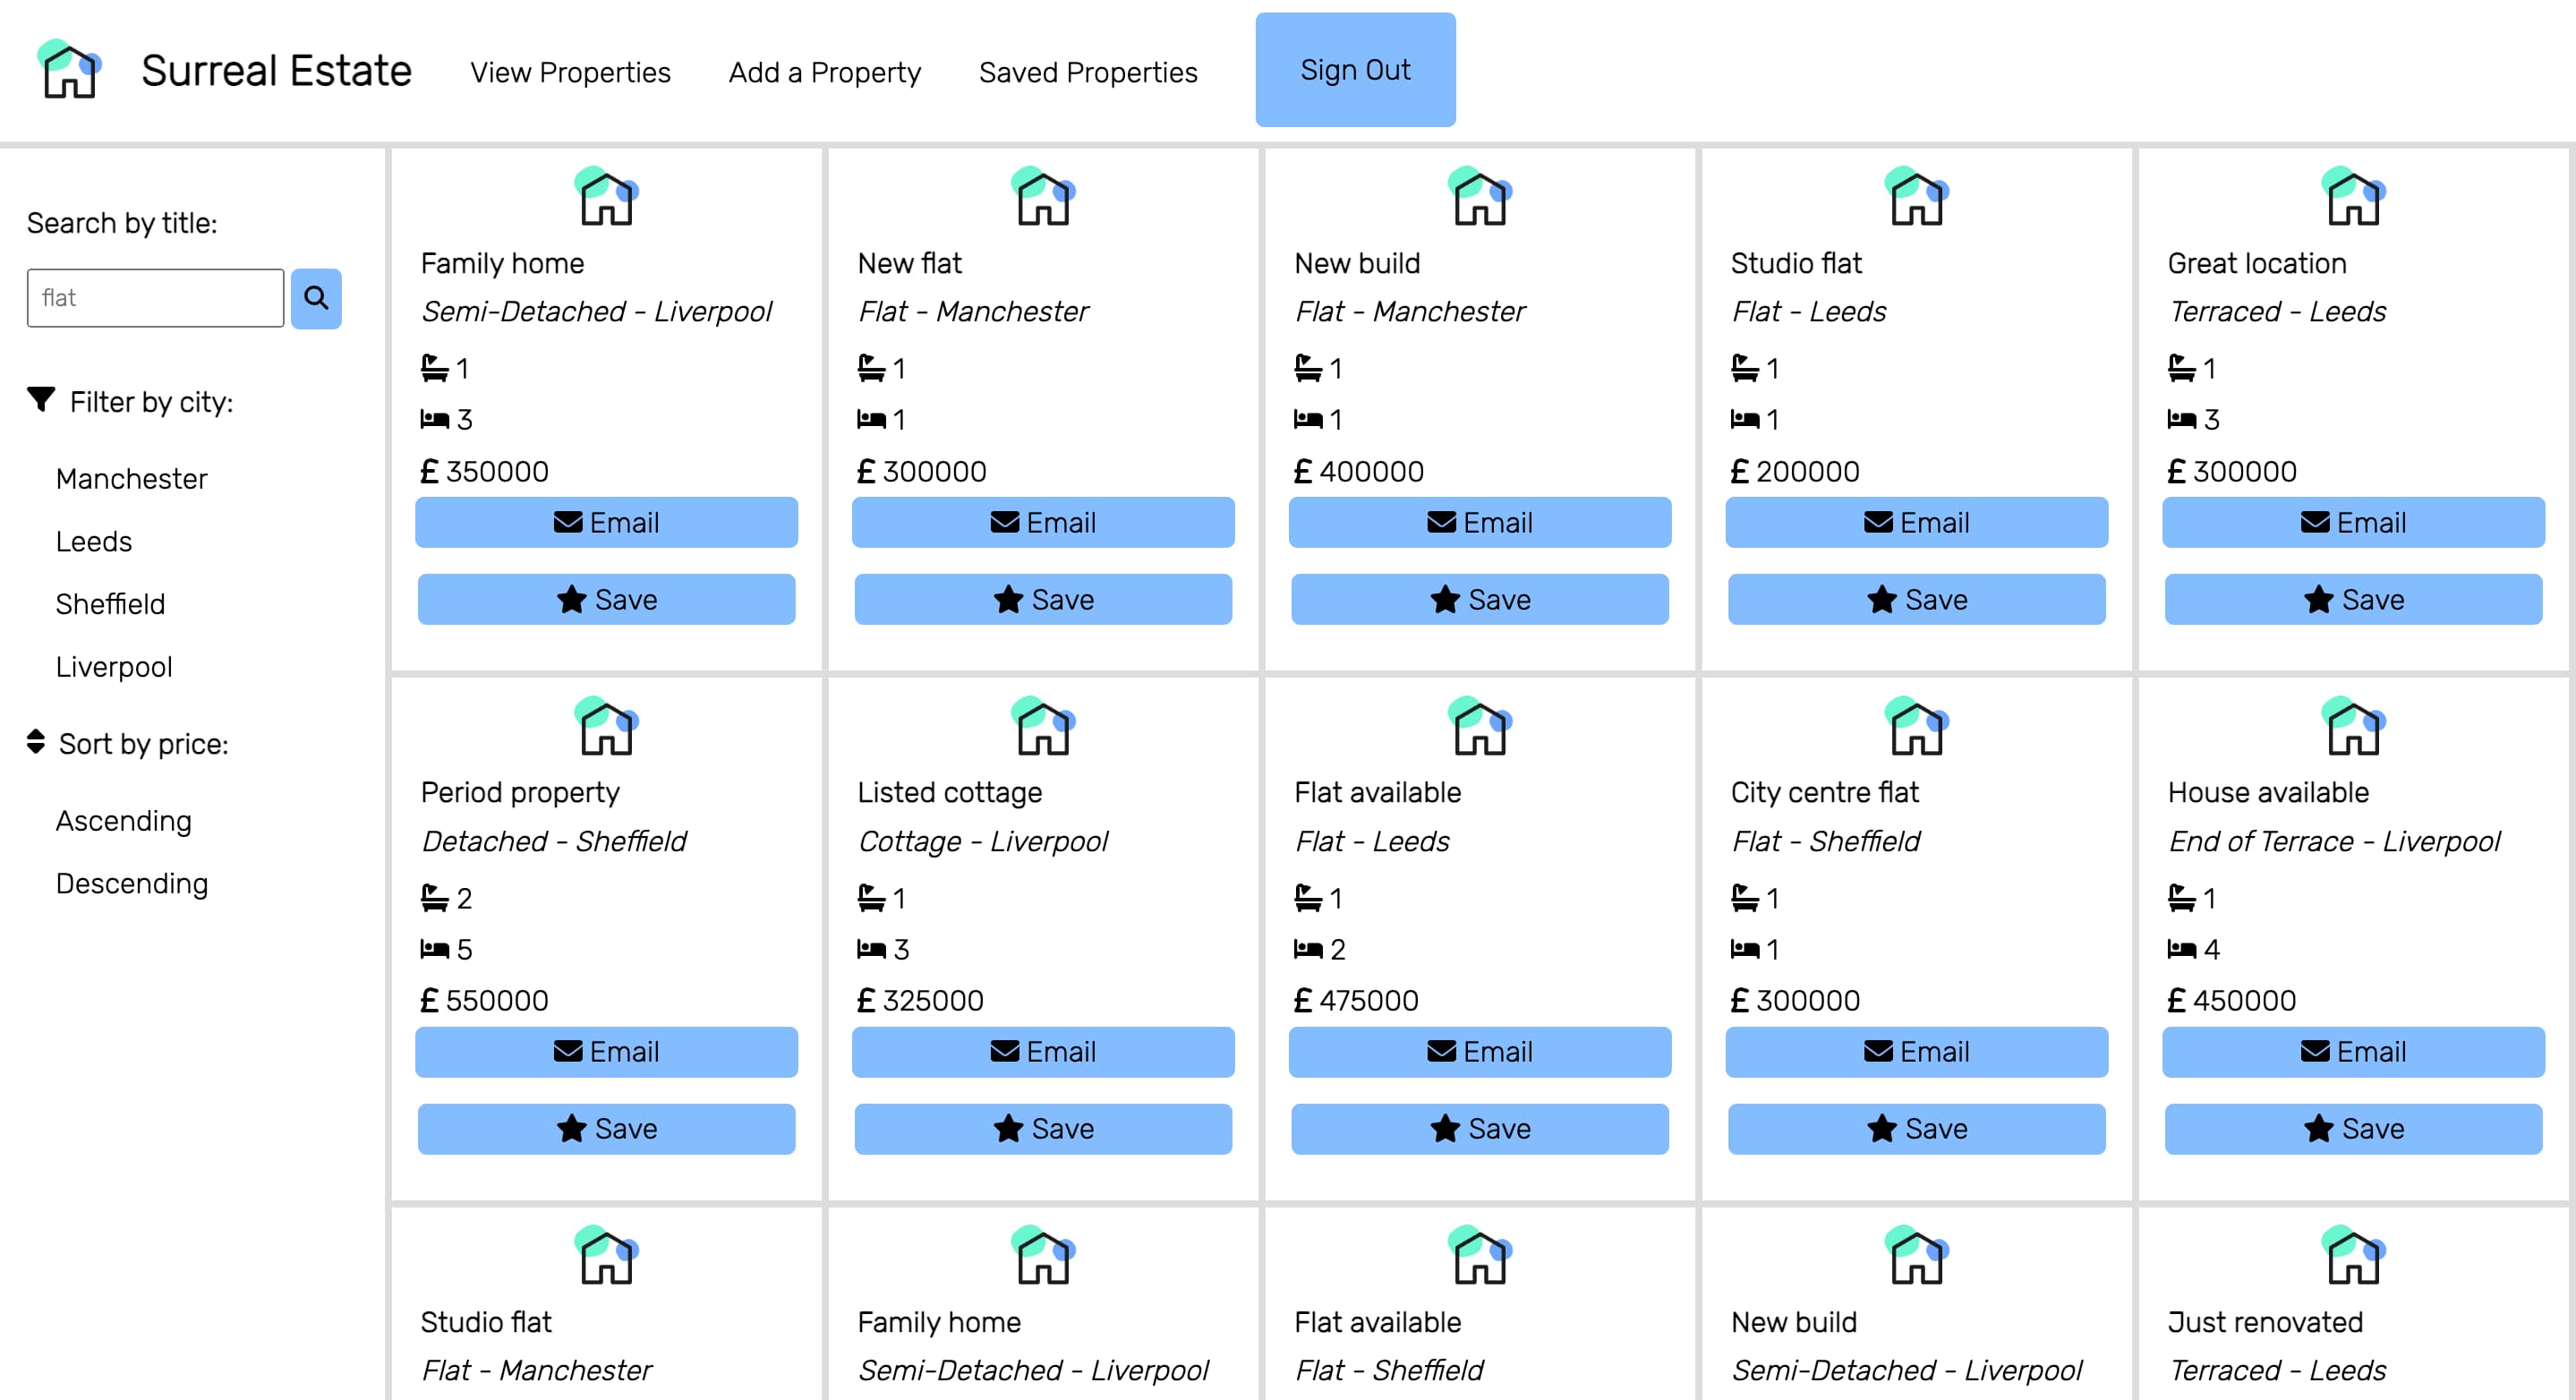 Surreal Estate
View Properties
Add a Property
Saved Properties
Sign Out
Search by title:
flat
Filter by city:
Manchester
Leeds
Sheffield
Liverpool
Sort by price:
Ascending
Descending
Family home
Semi-Detached - Liverpool
1
3
£ 350000
Email
Save
New flat
Flat - Manchester
1
1
£ 300000
Email
Save
New build
Flat - Manchester
1
1
£ 400000
Email
Save
Studio flat
Flat - Leeds
1
1
£ 200000
Email
Save
Great location
Terraced - Leeds
1
3
£ 300000
Email
Save
Period property
Detached - Sheffield
2
5
£ 550000
Email
Save
Listed cottage
Cottage - Liverpool
1
3
£ 325000
Email
Save
Flat available
Flat - Leeds
1
2
£ 475000
Email
Save
City centre flat
Flat - Sheffield
1
1
£ 300000
Email
Save
House available
End of Terrace - Liverpool
1
4
£ 450000
Email
Save
Studio flat
Flat - Manchester
Family home
Semi-Detached - Liverpool
Flat available
Flat - Sheffield
New build
Semi-Detached - Liverpool
Just renovated
Terraced - Leeds